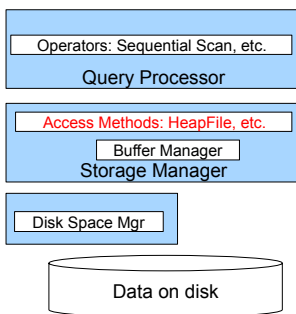 Operators: Sequential Scan, etc.
Query Processor
Access Methods: HeapFile, etc.
Buffer Manager
Storage Manager
Disk Space Mgr
Data on disk